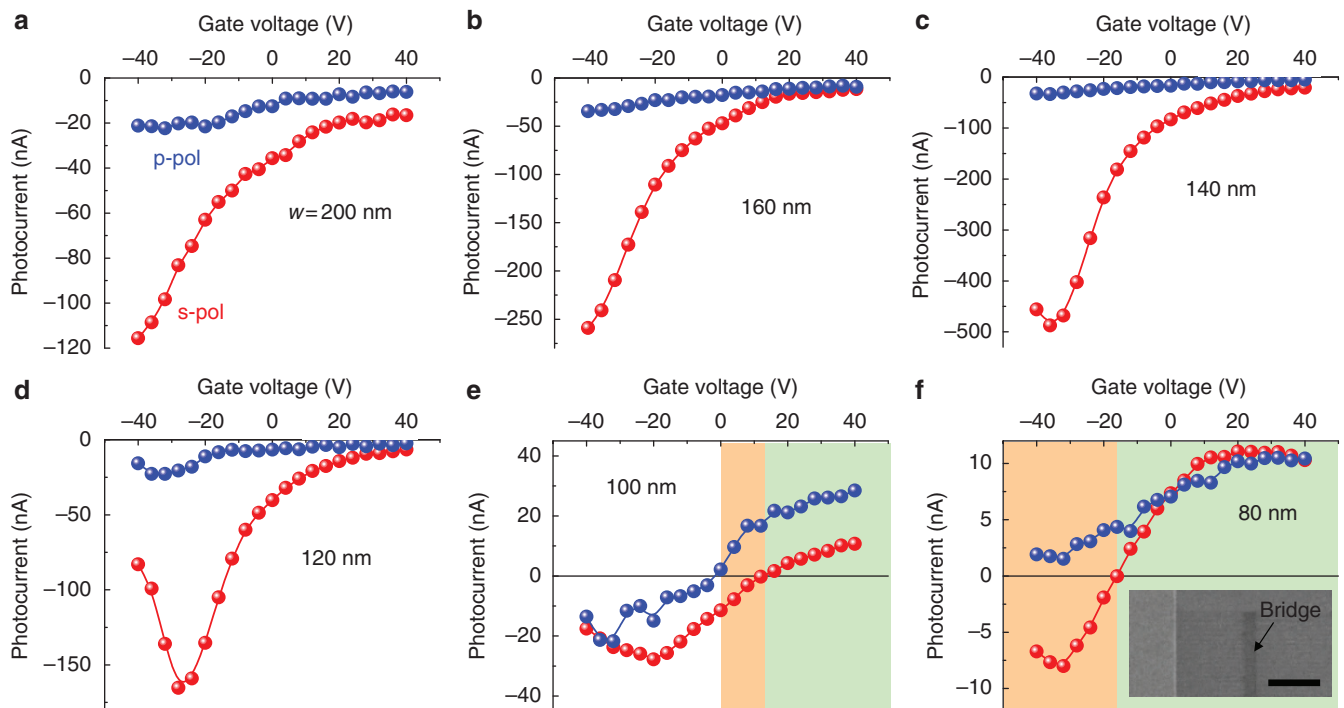 a
Gate voltage (V)
−40 −20 0 20 40
0
−20
−40
−60
−80
−100
−120
Photocurrent (nA)
p-pol
w = 200 nm
s-pol
b
Gate voltage (V)
−40 −20 0 20 40
0
−50
−100
−150
−200
−250
Photocurrent (nA)
160 nm
c
Gate voltage (V)
−40 −20 0 20 40
0
−100
−200
−300
−400
−500
Photocurrent (nA)
140 nm
d
Gate voltage (V)
−40 −20 0 20 40
0
−50
−100
−150
Photocurrent (nA)
120 nm
e
Gate voltage (V)
−40 −20 0 20 40
40
20
0
−20
−40
Photocurrent (nA)
100 nm
f
Gate voltage (V)
−40 −20 0 20 40
10
5
0
−5
−10
Photocurrent (nA)
80 nm
Bridge